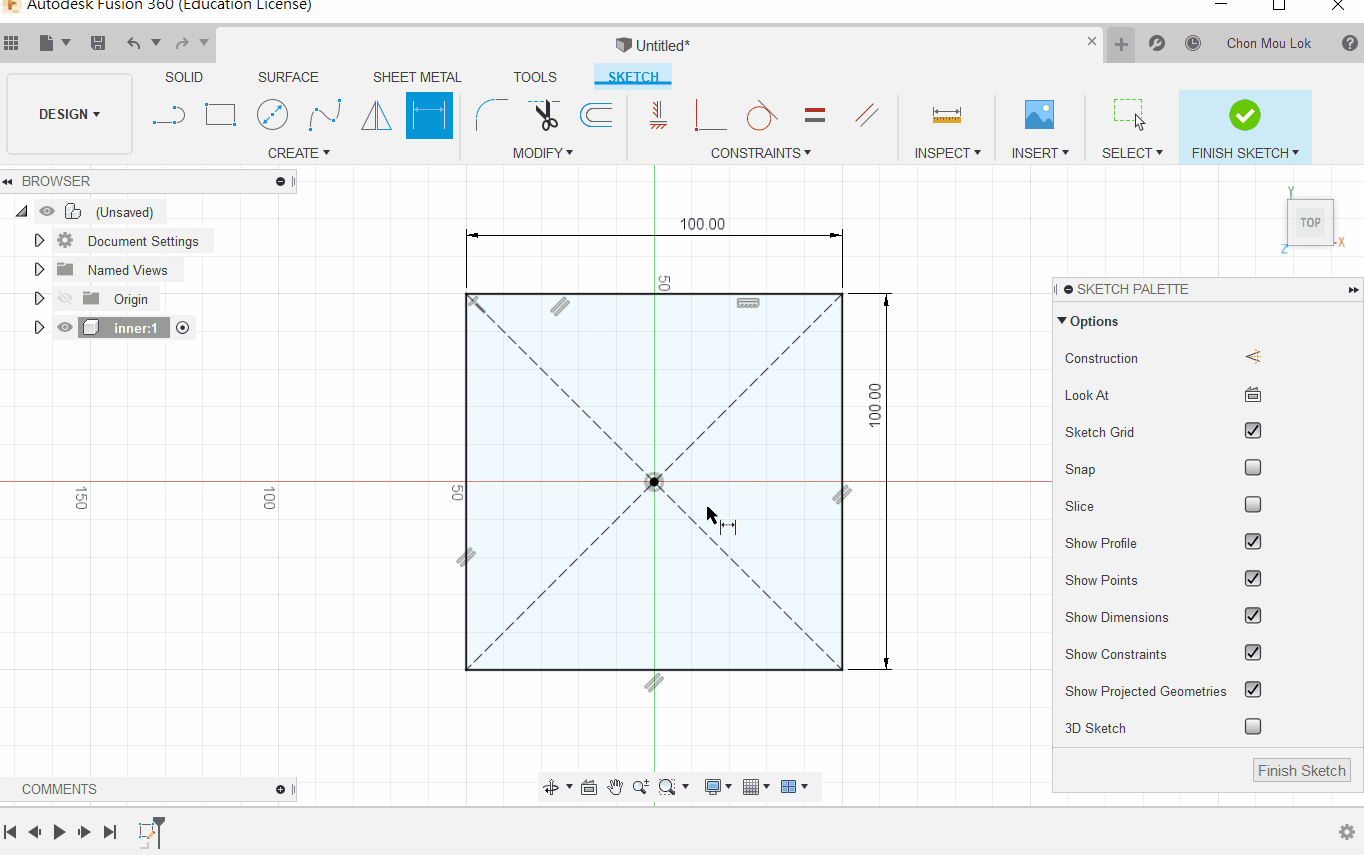 Autodesk Fusion 360 (Education License)
Untitled*
Chon Mou Lok
SOLID SURFACE SHEET METAL TOOLS SKETCH
DESIGN
CREATE MODIFY CONSTRAINTS INSPECT INSERT SELECT FINISH SKETCH
BROWSER
(Unsaved)
Document Settings
Named Views
Origin
inner:1
100.00
50
100.00
150
100
50
Y
TOP
Z
X
SKETCH PALETTE
Options
Construction
Look At
Sketch Grid
Snap
Slice
Show Profile
Show Points
Show Dimensions
Show Constraints
Show Projected Geometries
3D Sketch
Finish Sketch
COMMENTS